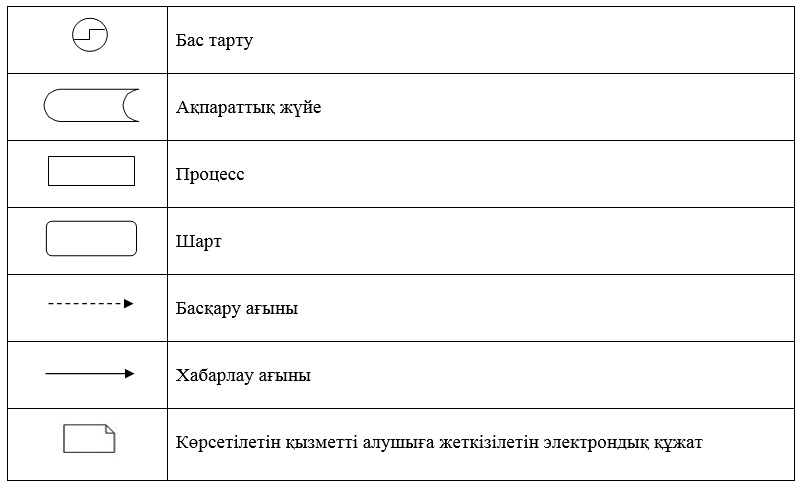 Бас тарту
Ақпараттық жүйе
Процесс
Шарт
Басқару ағыны
Хабарлау ағыны
Көрсетілетін қызметті алушыға жеткізілетін электрондық құжат